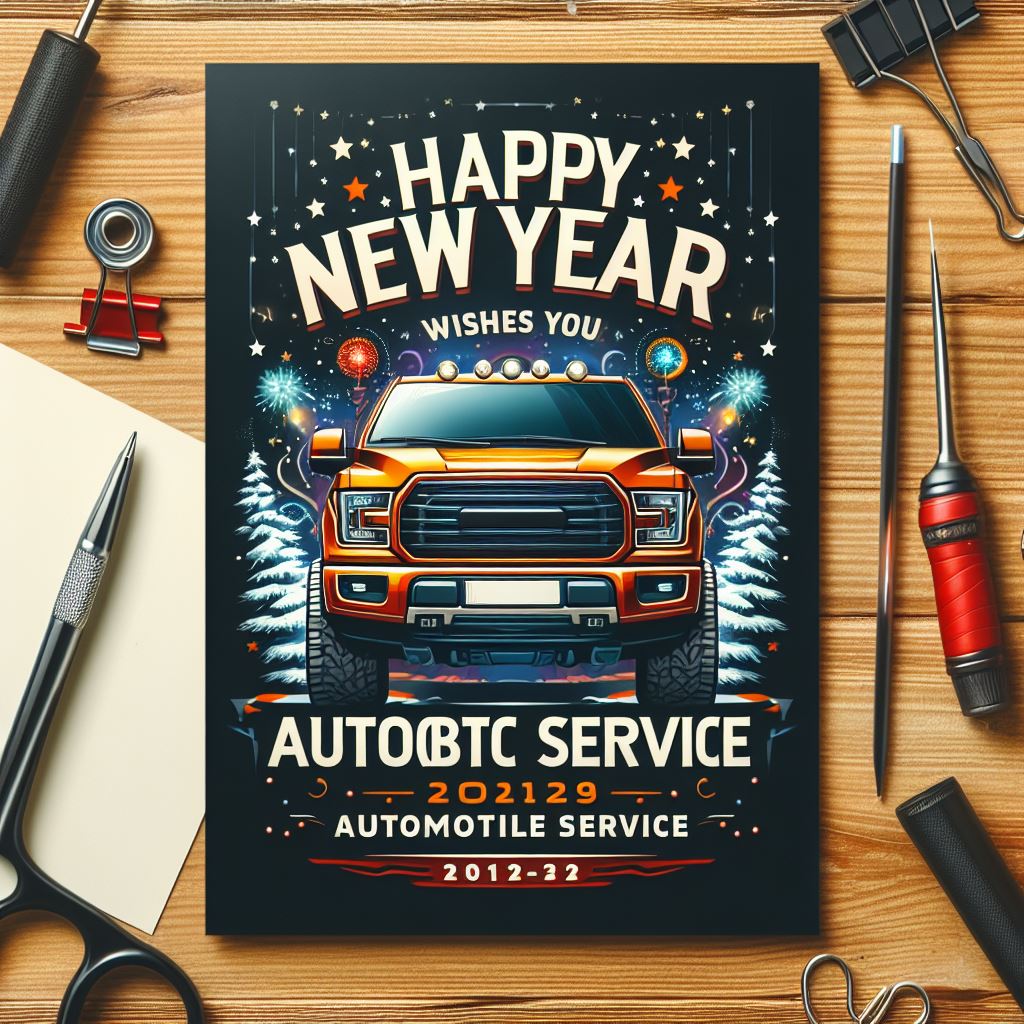 HAPPY
NEW YEAR
WISHES YOU
AUTOBTC SERVICE
202129
AUTOMOTILE SERVICE
2012-32